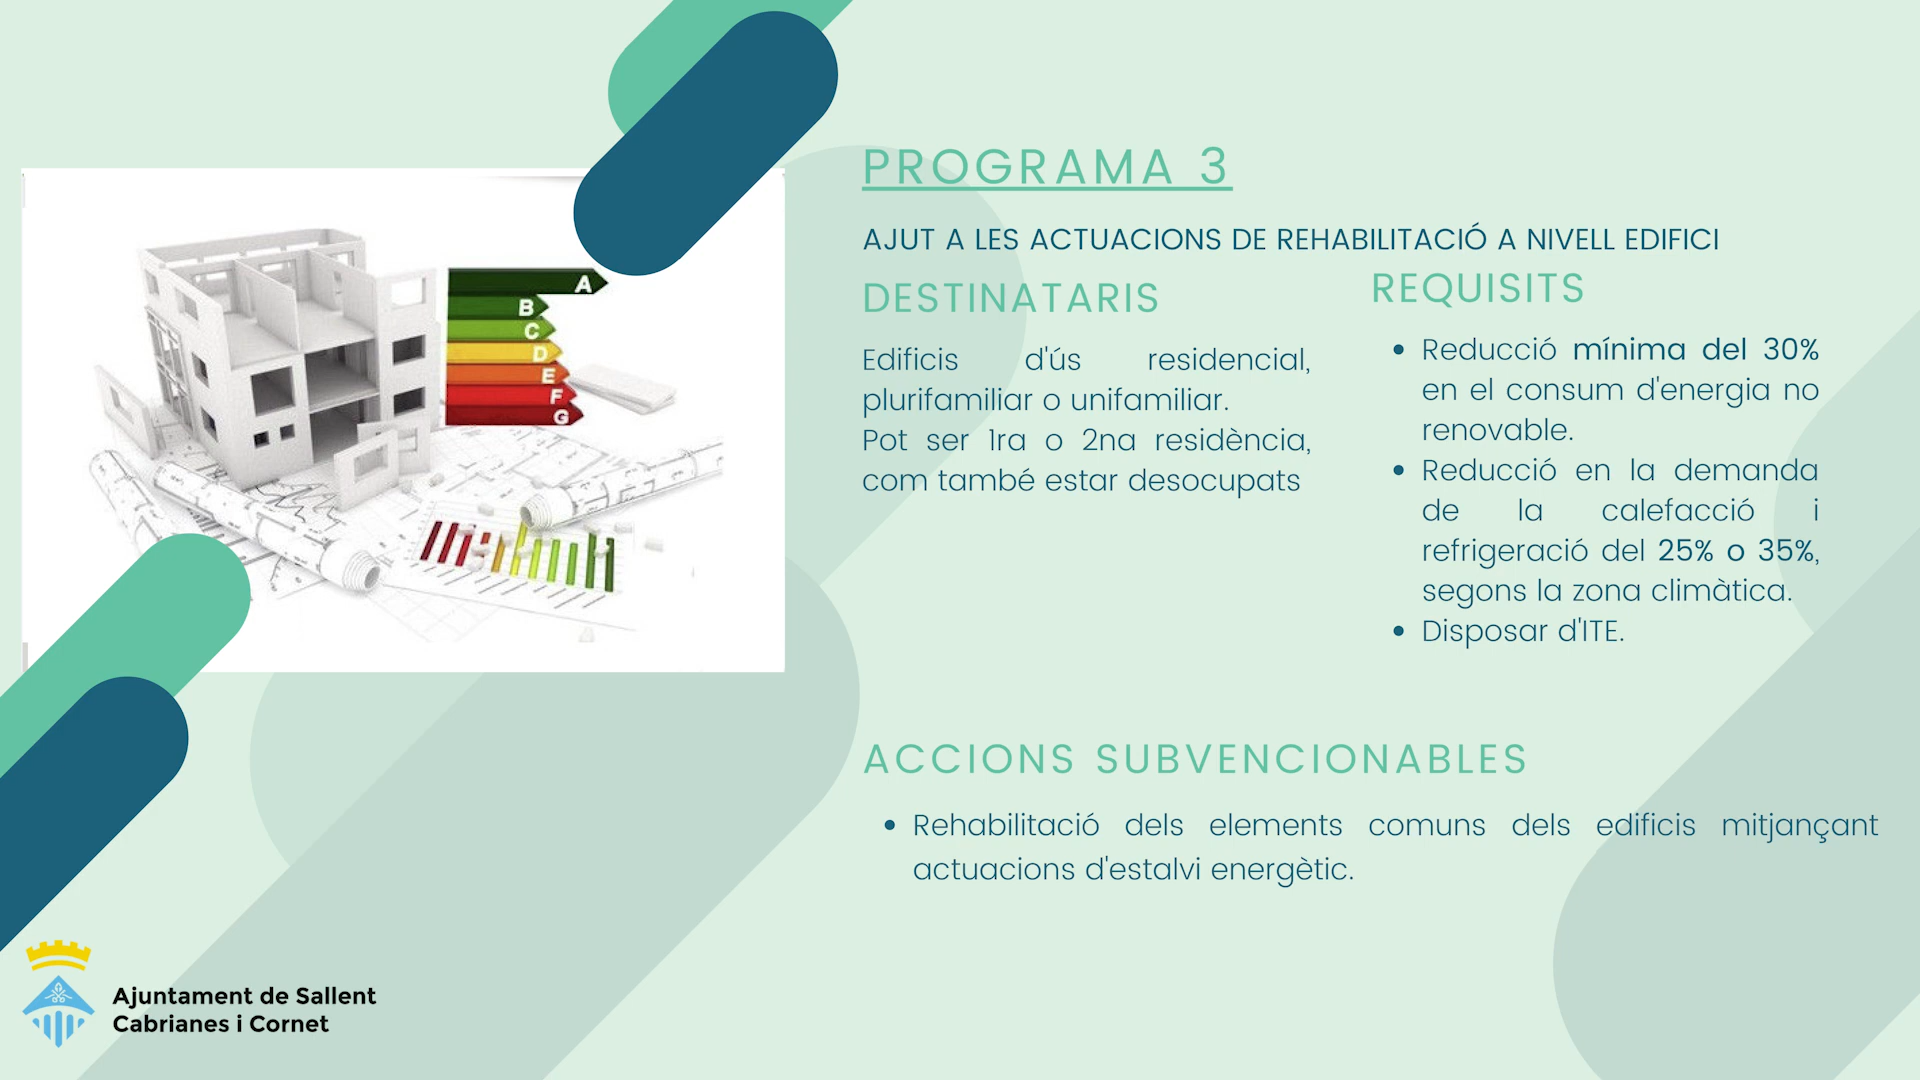 PROGRAMA 3
AJUT A LES ACTUACIONS DE REHABILITACIÓ A NIVELL EDIFICI
DESTINATARIS
Edificis d'ús residencial,
plurifamiliar o unifamiliar.
Pot ser 1ra o 2na residència,
com també estar desocupats
REQUISITS
• Reducció mínima del 30%
en el consum d'energia no
renovable.
• Reducció en la demanda
de la calefacció i
refrigeració del 25% o 35%,
segons la zona climàtica.
• Disposar d'ITE.
ACCIONS SUBVENCIONABLES
• Rehabilitació dels elements comuns dels edificis mitjançant
actuacions d'estalvi energètic.
A
B
C
D
E
F
G
Ajuntament de Sallent
Cabrianes i Cornet